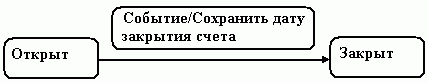 Событие/Сохранить дату
закрытия счета
Открыт
Закрыт